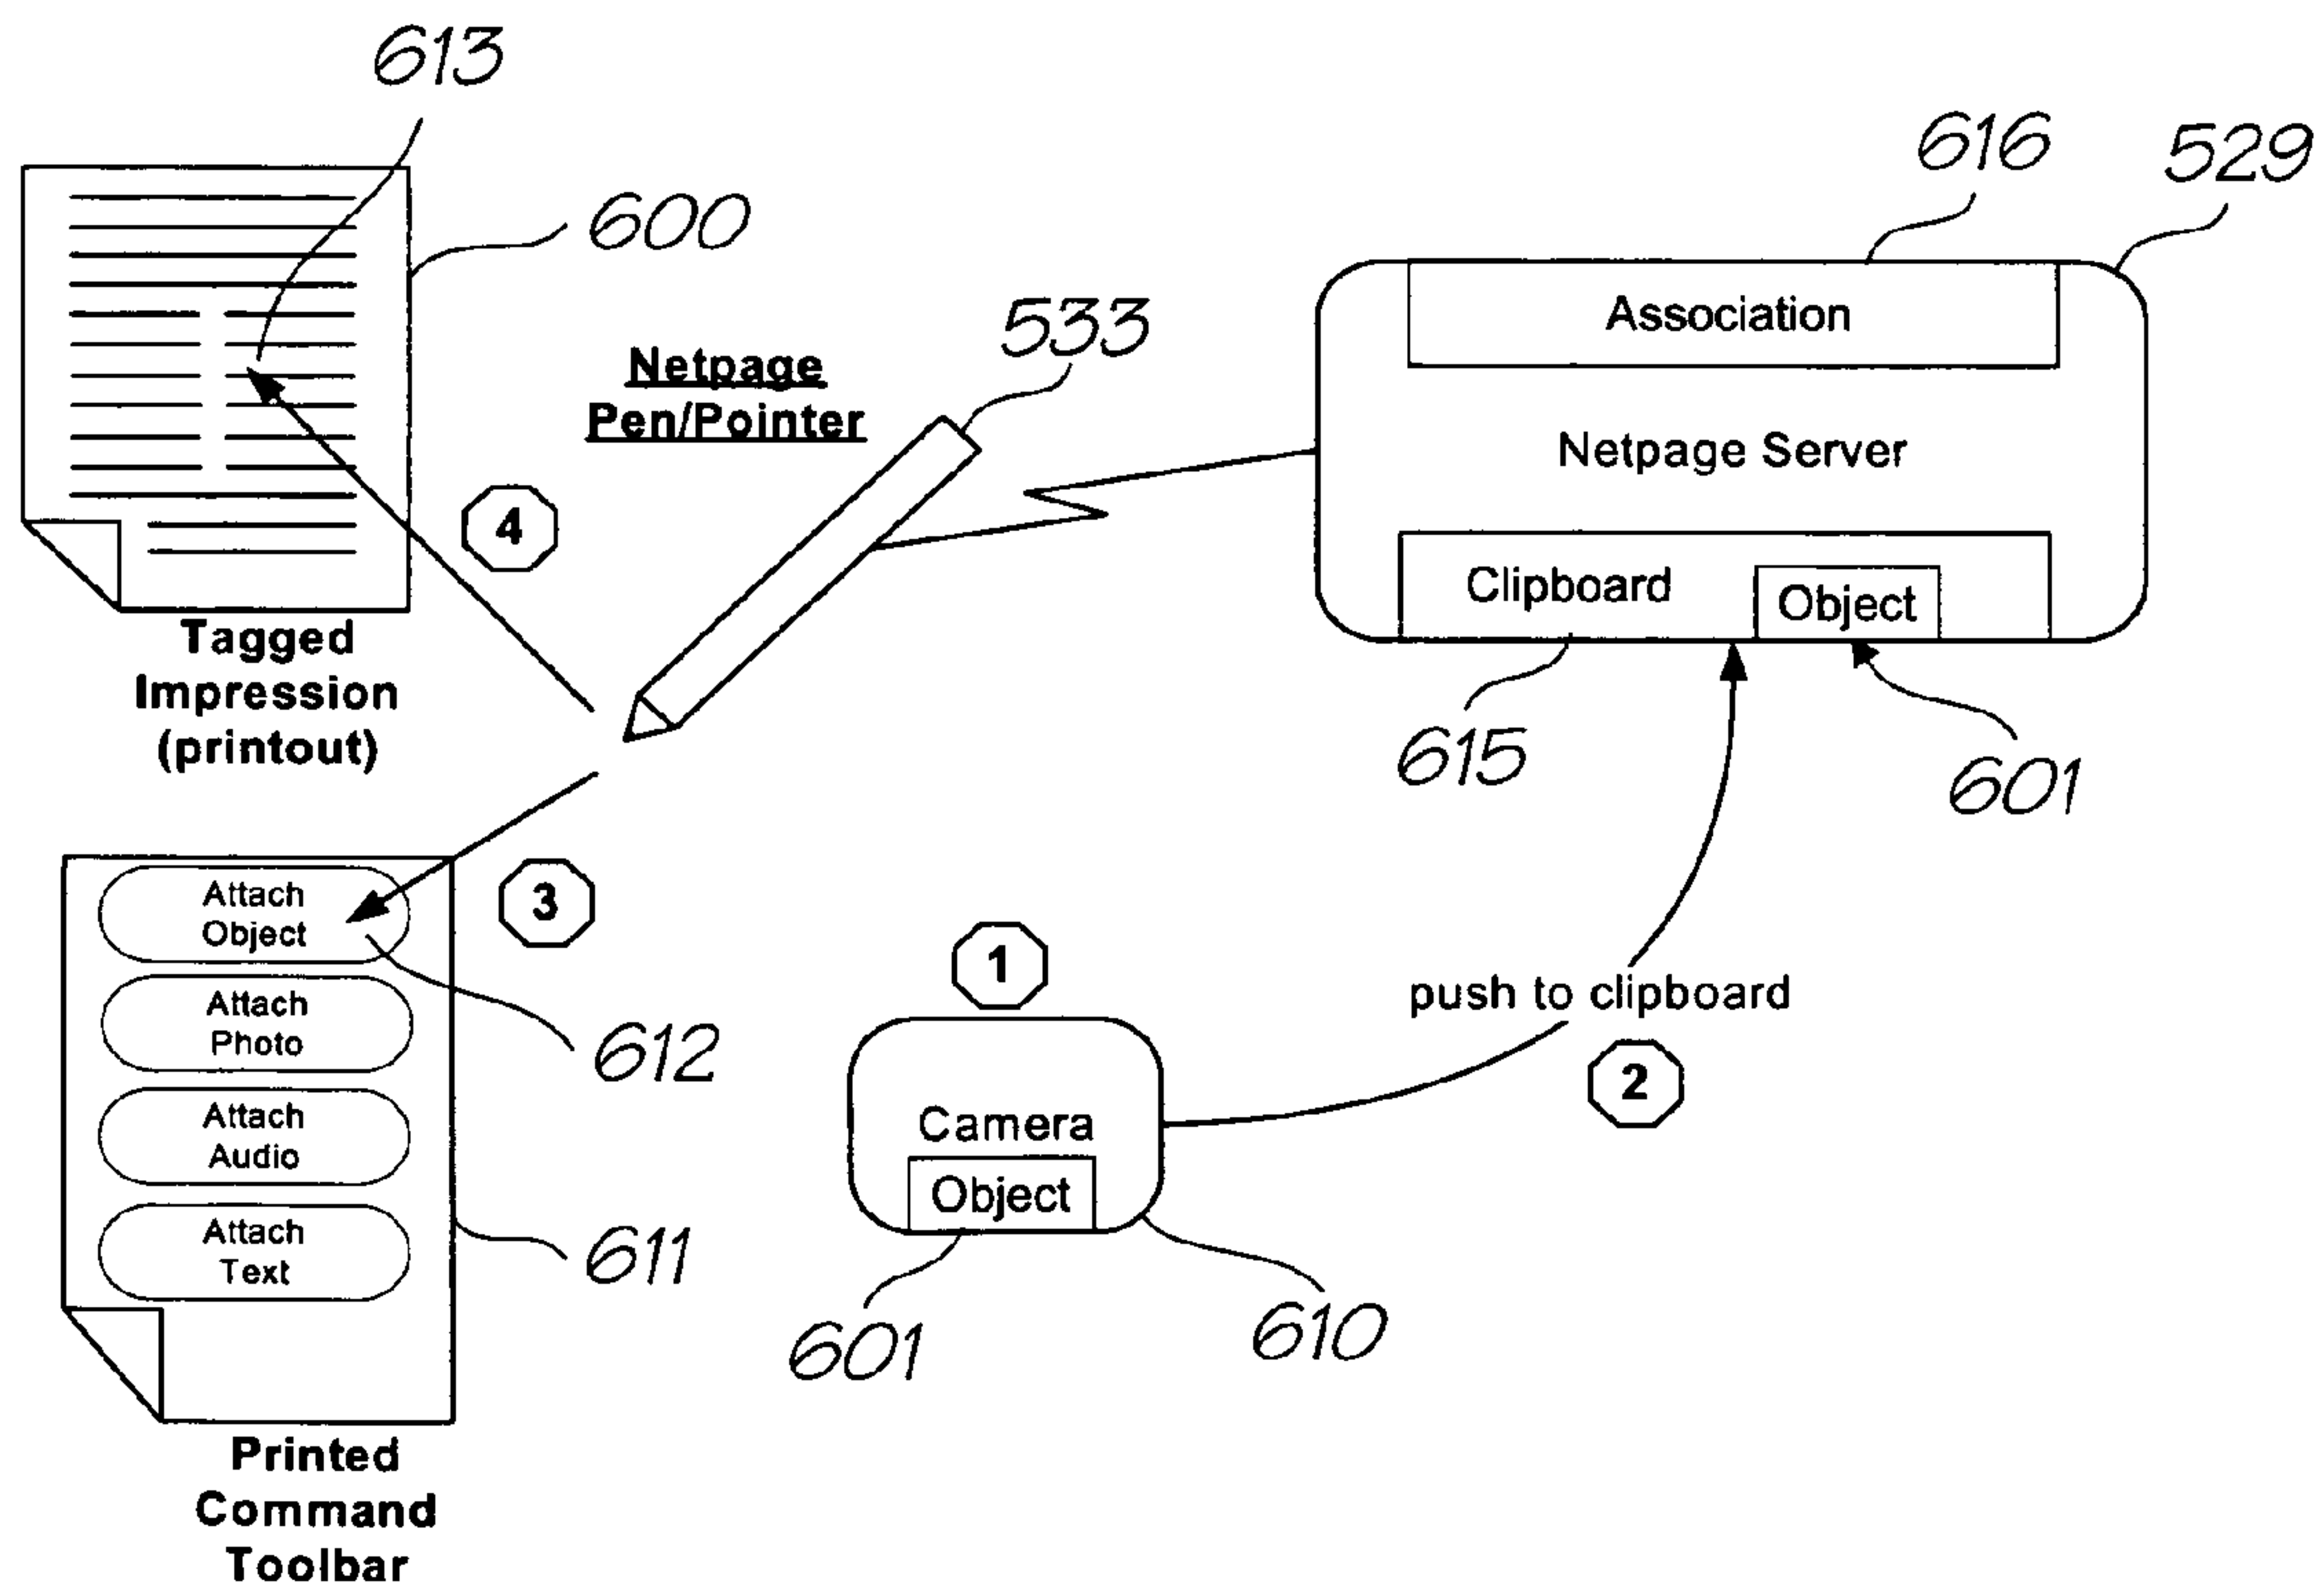 613
600
Netpage
Pen/Pointer
533
616
529
Association
Netpage Server
Clipboard
Object
615
601
4
Tagged
Impression
(printout)
3
Attach
Object
Attach
Photo
Attach
Audio
Attach
Text
612
611
Printed
Command
Toolbar
1
Camera
Object
601
610
push to clipboard
2